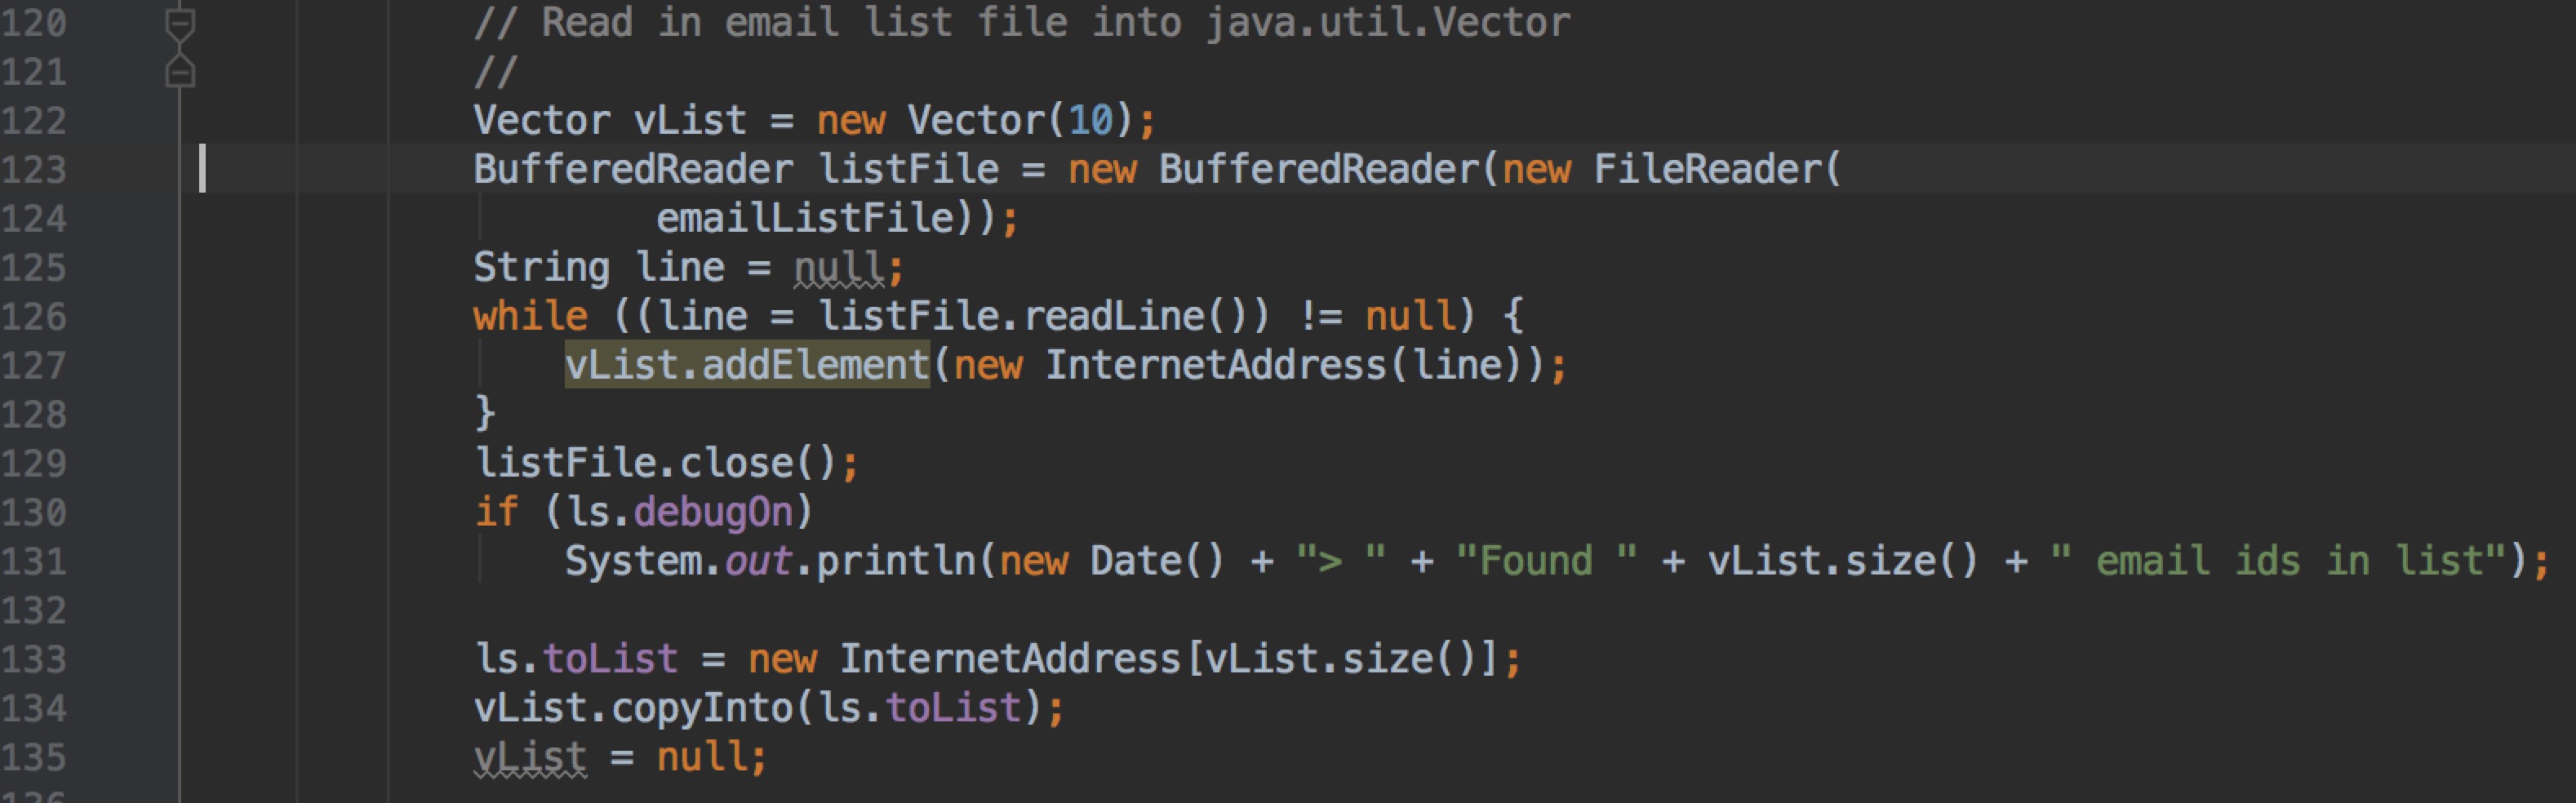 120 // Read in email list file into java.util.Vector
121 //
122 Vector vList = new Vector(10);
123 BufferedReader listFile = new BufferedReader(new FileReader(
124 emailListFile));
125 String line = null;
126 while ((line = listFile.readLine()) != null) {
127 vList.addElement(new InternetAddress(line));
128 }
129 listFile.close();
130 if (ls.debugOn)
131 System.out.println(new Date() + "> " + "Found " + vList.size() + " email ids in list");
132
133 ls.toList = new InternetAddress[vList.size()];
134 vList.copyInto(ls.toList);
135 vList = null;
136